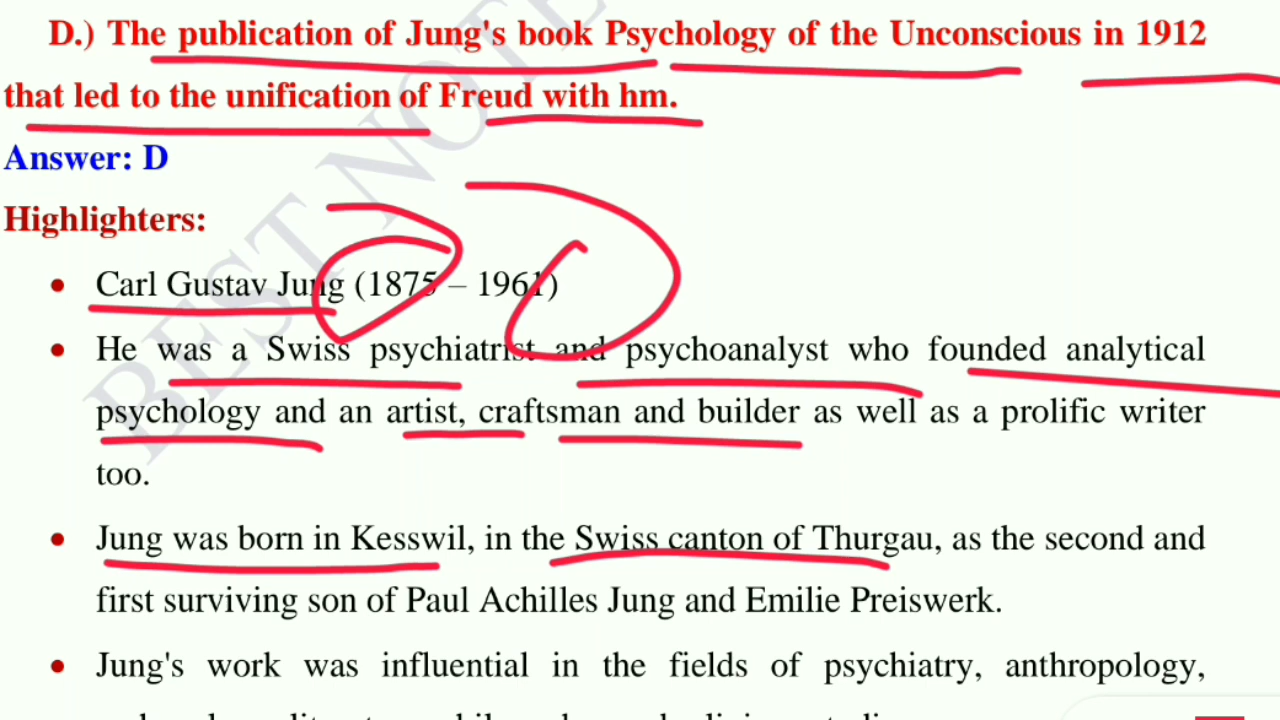 D.) The publication of Jung's book Psychology of the Unconscious in 1912
that led to the unification of Freud with hm.
Answer: D
Highlighters:
• Carl Gustav Jung (1875 – 1961)
• He was a Swiss psychiatrist and psychoanalyst who founded analytical
psychology and an artist, craftsman and builder as well as a prolific writer
too.
• Jung was born in Kesswil, in the Swiss canton of Thurgau, as the second and
first surviving son of Paul Achilles Jung and Emilie Preiswerk.
• Jung's work was influential in the fields of psychiatry, anthropology,
BEST NOTE